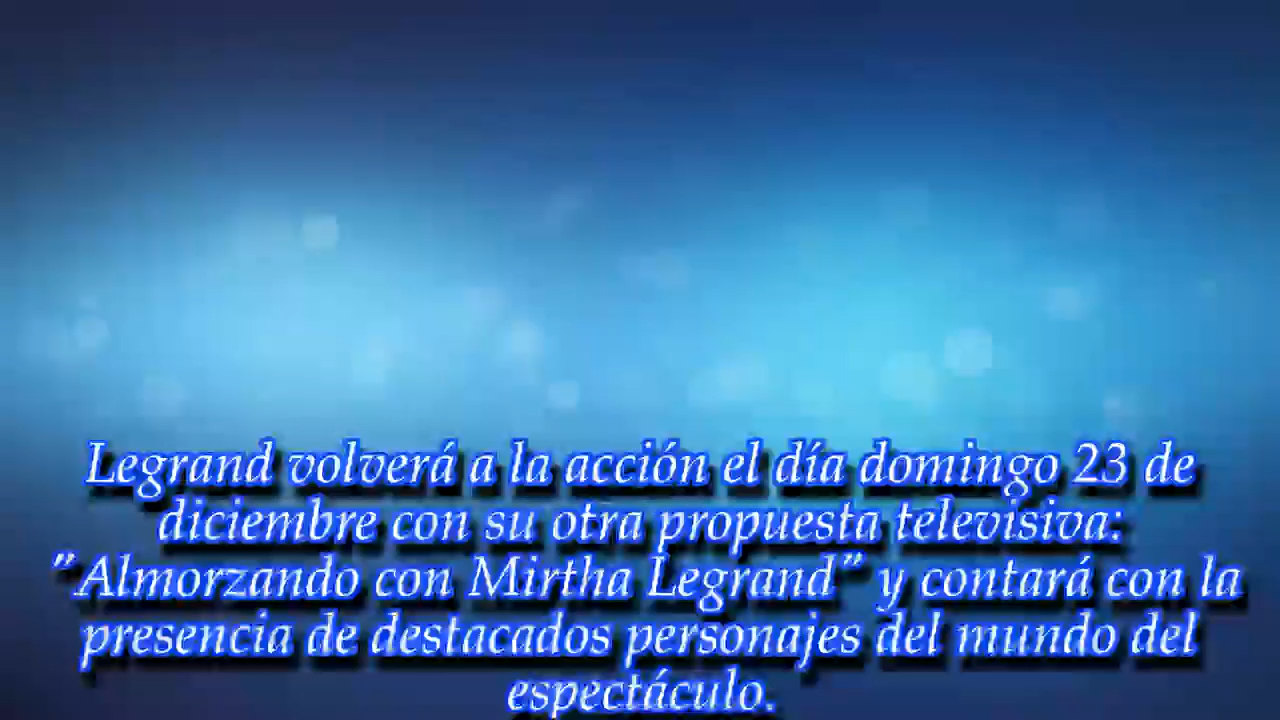 Legrand volverá a la acción el día domingo 23 de
diciembre con su otra propuesta televisiva:
"Almorzando con Mirtha Legrand" y contará con la
presencia de destacados personajes del mundo del
espectáculo.